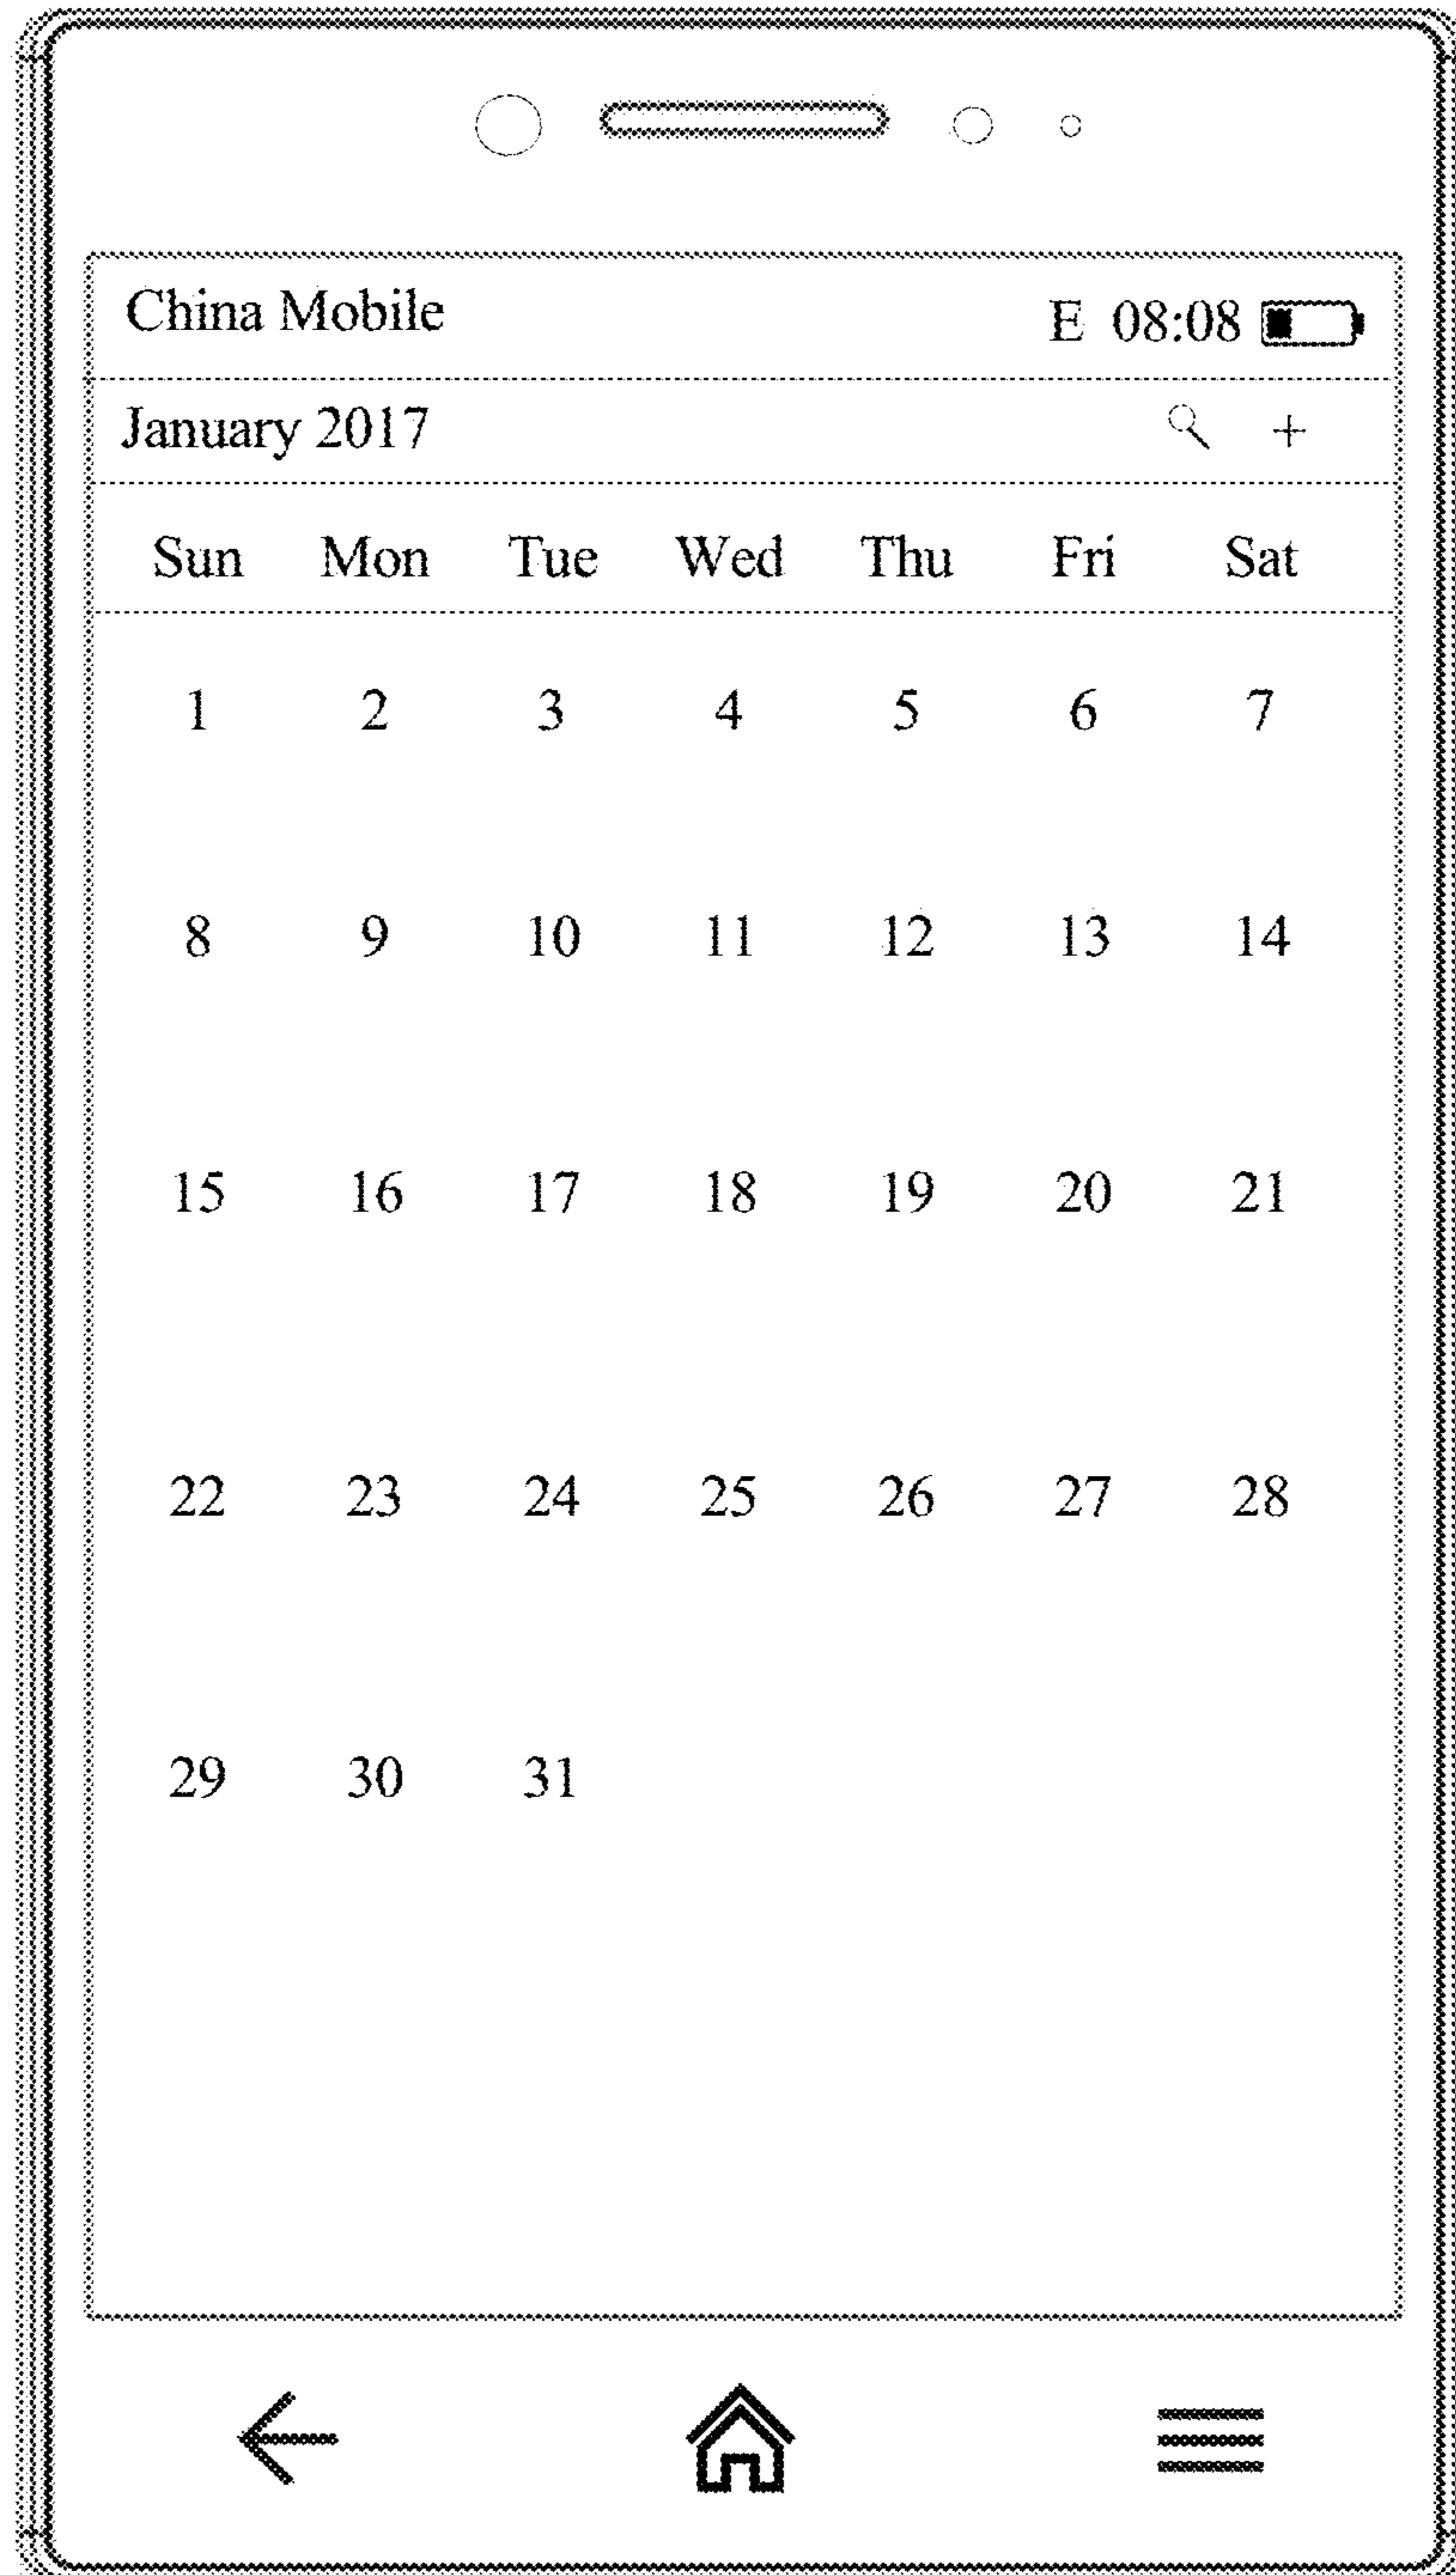 China Mobile E 08:08
January 2017 +
Sun Mon Tue Wed Thu Fri Sat
1 2 3 4 5 6 7
8 9 10 11 12 13 14
15 16 17 18 19 20 21
22 23 24 25 26 27 28
29 30 31